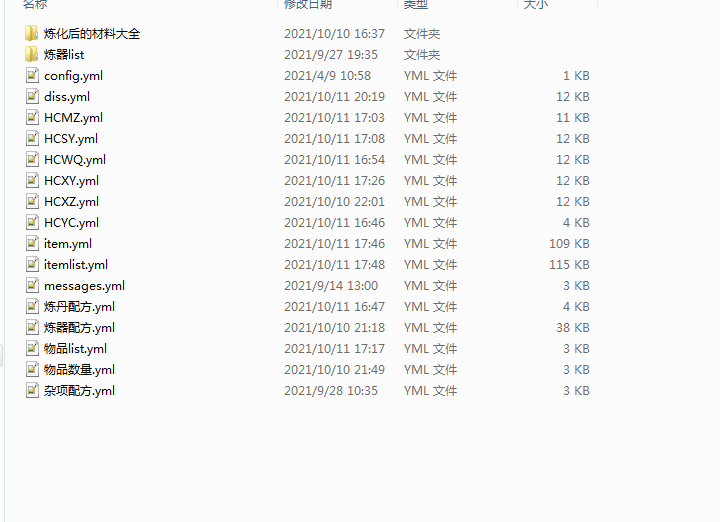 名称 修改日期 类型 大小
炼化后的材料大全 2021/10/10 16:37 文件夹
炼器list 2021/9/27 19:35 文件夹
config.yml 2021/4/9 10:58 YML 文件 1 KB
diss.yml 2021/10/11 20:19 YML 文件 12 KB
HCMZ.yml 2021/10/11 17:03 YML 文件 11 KB
HCSY.yml 2021/10/11 17:08 YML 文件 12 KB
HCWQ.yml 2021/10/11 16:54 YML 文件 12 KB
HCXY.yml 2021/10/11 17:26 YML 文件 12 KB
HCXZ.yml 2021/10/10 22:01 YML 文件 12 KB
HCYC.yml 2021/10/11 16:46 YML 文件 4 KB
item.yml 2021/10/11 17:46 YML 文件 109 KB
itemlist.yml 2021/10/11 17:48 YML 文件 115 KB
messages.yml 2021/9/14 13:00 YML 文件 3 KB
炼丹配方.yml 2021/10/11 16:47 YML 文件 4 KB
炼器配方.yml 2021/10/10 21:18 YML 文件 38 KB
物品list.yml 2021/10/11 17:17 YML 文件 3 KB
物品数量.yml 2021/10/10 21:49 YML 文件 3 KB
杂项配方.yml 2021/9/28 10:35 YML 文件 3 KB